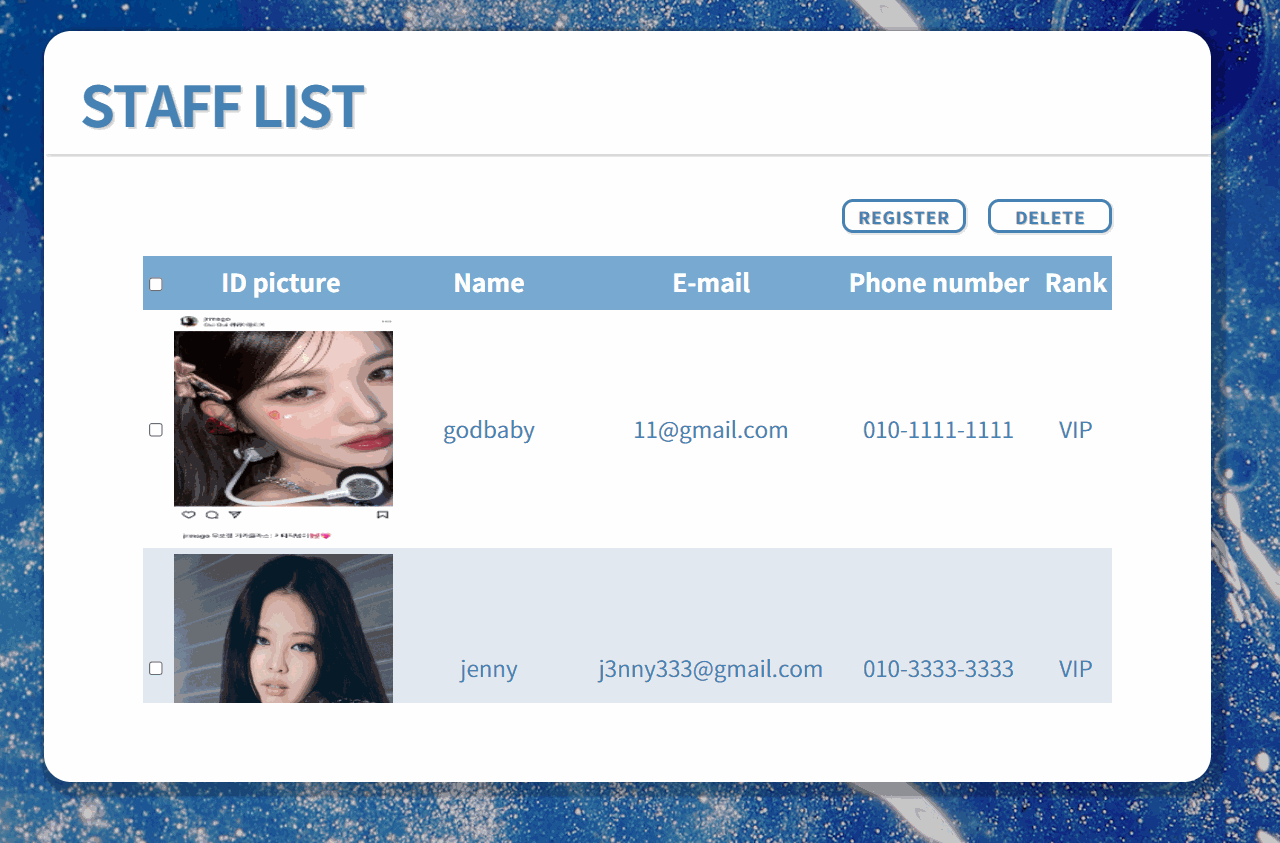 STAFF LIST
REGISTER DELETE
ID picture Name E-mail Phone number Rank
godbaby 11@gmail.com 010-1111-1111 VIP
jenny j3nny333@gmail.com 010-3333-3333 VIP